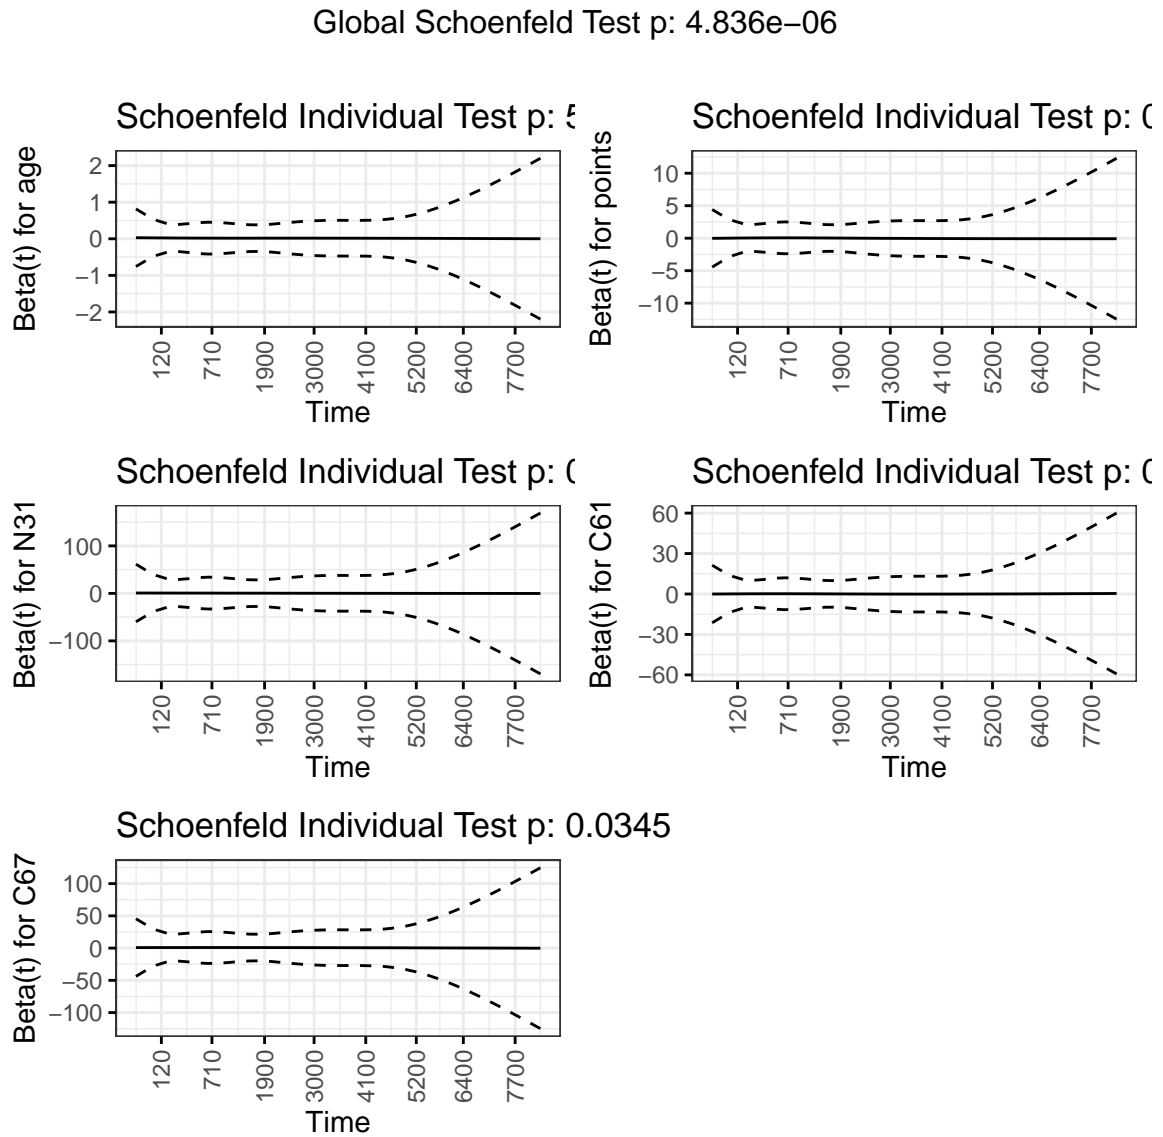 Global Schoenfeld Test p: 4.836e−06
Schoenfeld Individual Test p: 5
Beta(t) for age
2
1
0
−1
−2
120 710 1900 3000 4100 5200 6400 7700
Time
Schoenfeld Individual Test p: 0
Beta(t) for points
10
5
0
−5
−10
120 710 1900 3000 4100 5200 6400 7700
Time
Schoenfeld Individual Test p: 0
Beta(t) for N31
100
0
−100
120 710 1900 3000 4100 5200 6400 7700
Time
Schoenfeld Individual Test p: 0
Beta(t) for C61
60
30
0
−30
−60
120 710 1900 3000 4100 5200 6400 7700
Time
Schoenfeld Individual Test p: 0.0345
Beta(t) for C67
100
50
0
−50
−100
120 710 1900 3000 4100 5200 6400 7700
Time